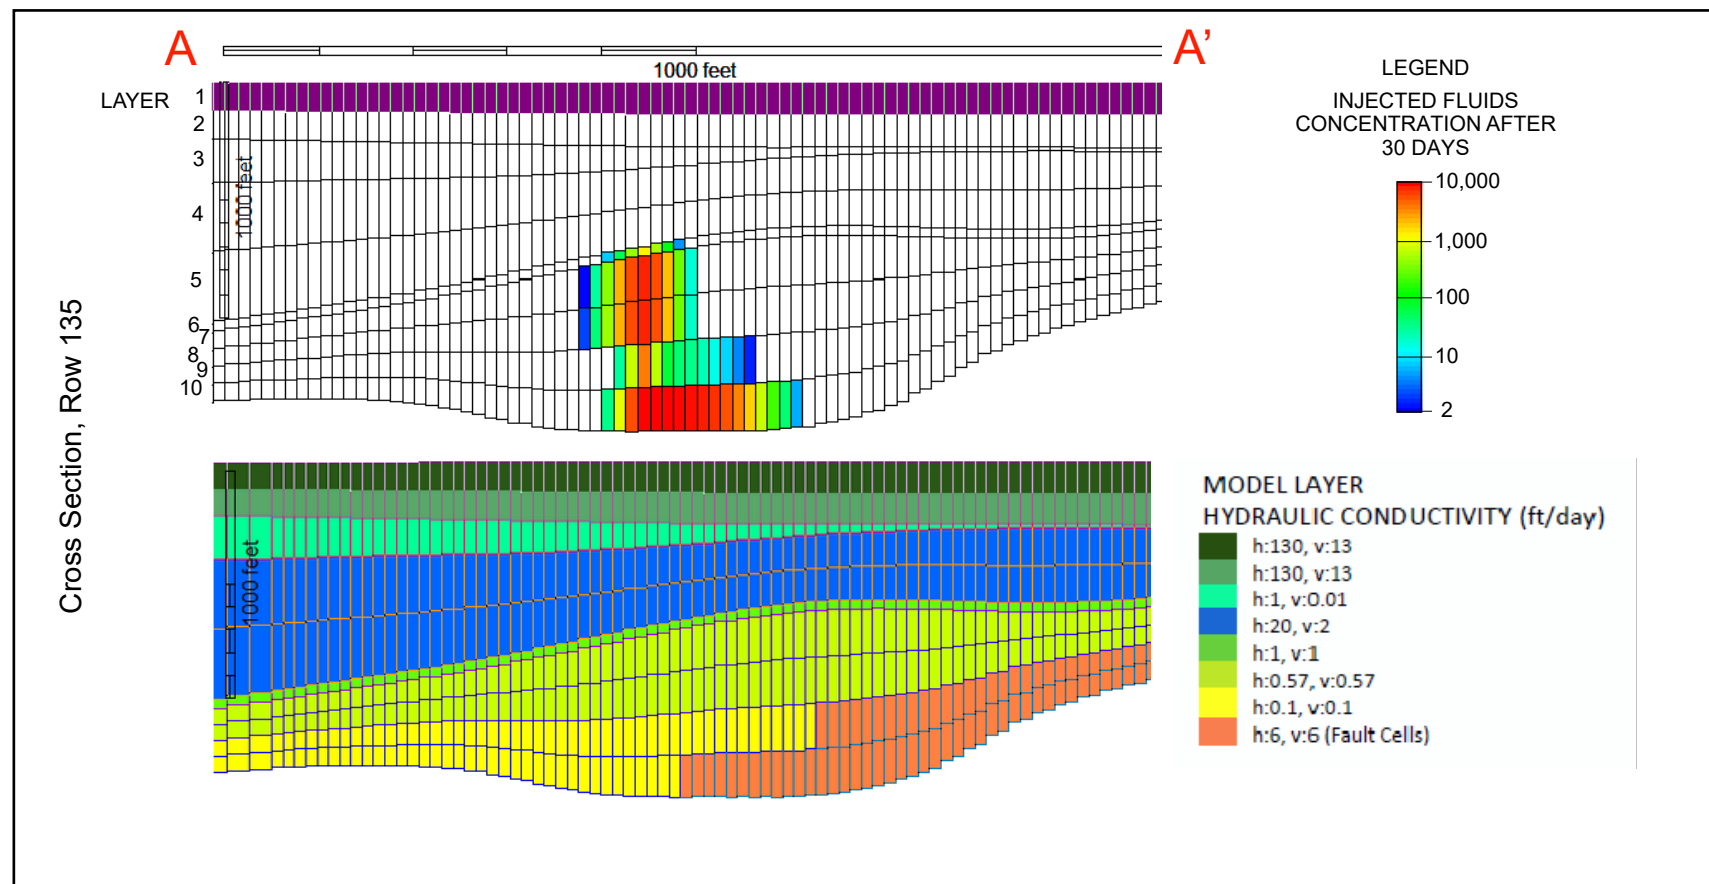 A
A’
1000 feet
LAYER
1
2
3
4
5
6
7
8
9
10
1000 feet
LEGEND
INJECTED FLUIDS
CONCENTRATION AFTER
30 DAYS
10,000
1,000
100
10
2
Cross Section, Row 135
1000 feet
MODEL LAYER
HYDRAULIC CONDUCTIVITY (ft/day)
h:130, v:13
h:130, v:13
h:1, v:0.01
h:20, v:2
h:1, v:1
h:0.57, v:0.57
h:0.1, v:0.1
h:6, v:6 (Fault Cells)